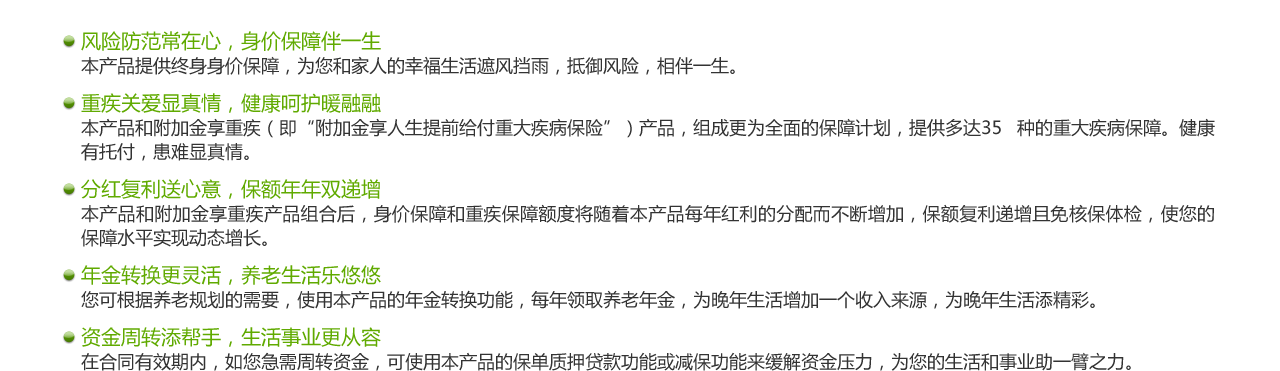 风险防范常在心，身价保障伴一生
本产品提供终身身价保障，为您和家人的幸福生活遮风挡雨，抵御风险，相伴一生。
重疾关爱显真情，健康呵护暖融融
本产品和附加金享重疾（即“附加金享人生提前给付重大疾病保险”）产品，组成更为全面的保障计划，提供多达35 种的重大疾病保障。健康
有托付，患难显真情。
分红复利送心意，保额年年双递增
本产品和附加金享重疾产品组合后，身价保障和重疾保障额度将随着本产品每年红利的分配而不断增加，保额复利递增且免核保体检，使您的
保障水平实现动态增长。
年金转换更灵活，养老生活乐悠悠
您可根据养老规划的需要，使用本产品的年金转换功能，每年领取养老年金，为晚年生活增加一个收入来源，为晚年生活添精彩。
资金周转添帮手，生活事业更从容
在合同有效期内，如您急需周转资金，可使用本产品的保单质押贷款功能或减保功能来缓解资金压力，为您的生活和事业助一臂之力。